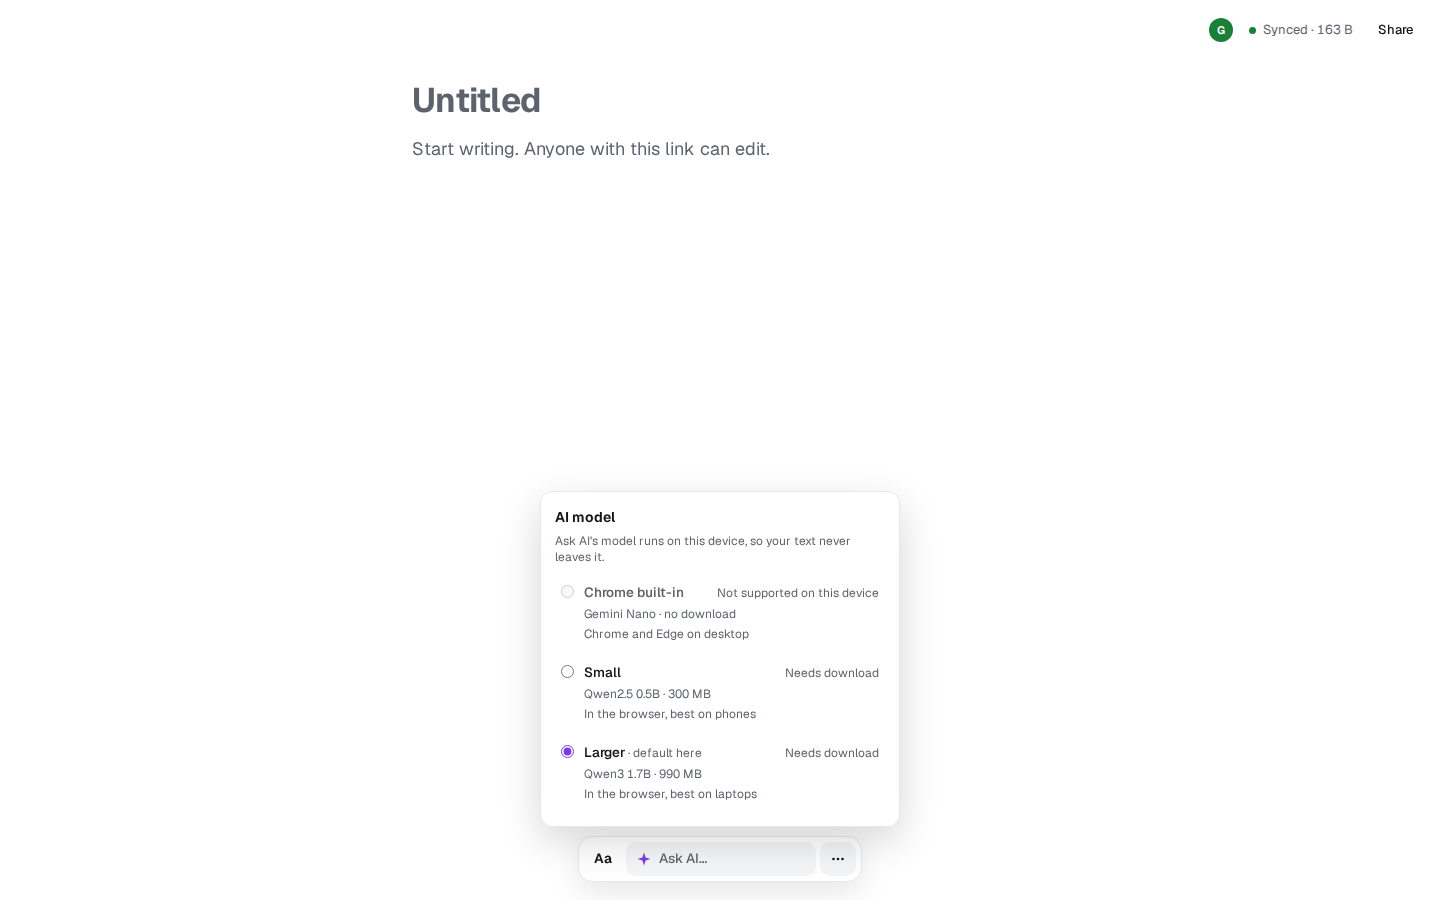 G
Synced · 163 B
Share
Untitled
Start writing. Anyone with this link can edit.
AI model
Ask AI's model runs on this device, so your text never
leaves it.
Chrome built-in
Not supported on this device
Gemini Nano · no download
Chrome and Edge on desktop
Small
Needs download
Qwen2.5 0.5B · 300 MB
In the browser, best on phones
Larger · default here
Needs download
Qwen3 1.7B · 990 MB
In the browser, best on laptops
Aa
Ask AI...